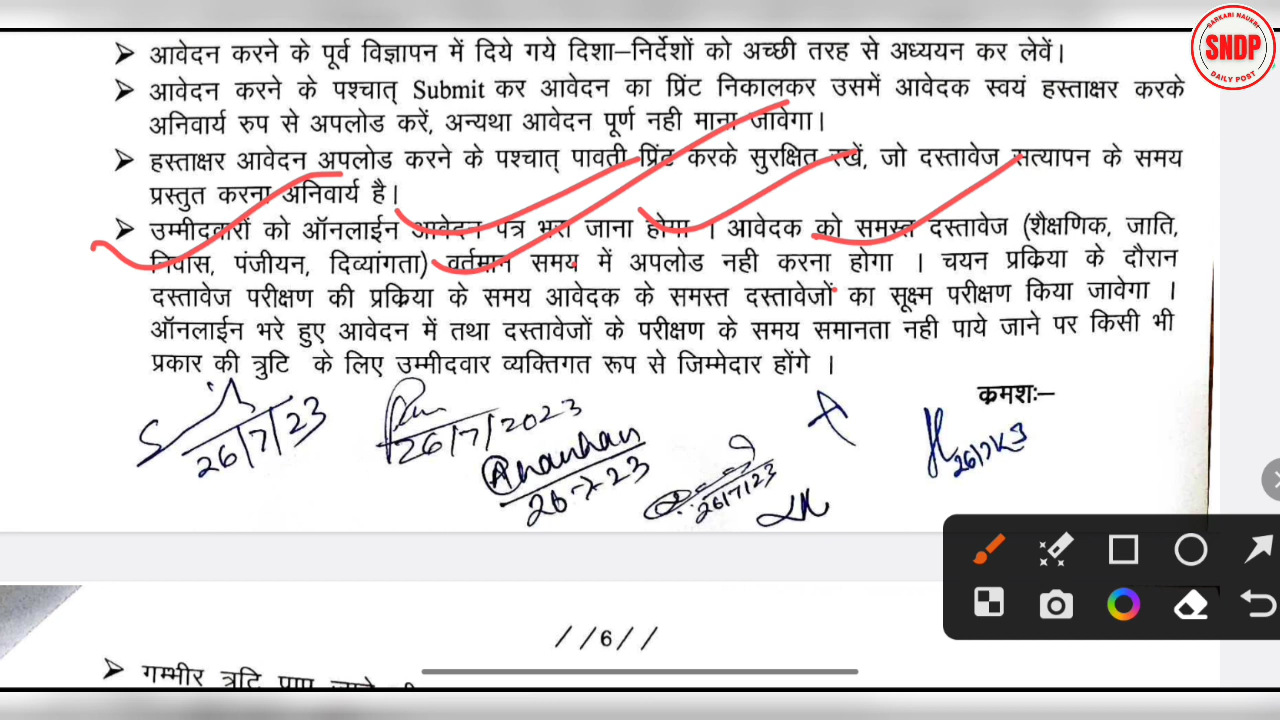 SARKARI NAUKRI
SNDP
DAILY POST
➤ आवेदन करने के पूर्व विज्ञापन में दिये गये दिशा–निर्देशों को अच्छी तरह से अध्ययन कर लेवें।
➤ आवेदन करने के पश्चात् Submit कर आवेदन का प्रिंट निकालकर उसमें आवेदक स्वयं हस्ताक्षर करके
अनिवार्य रुप से अपलोड करें, अन्यथा आवेदन पूर्ण नही माना जावेगा।
➤ हस्ताक्षर आवेदन अपलोड करने के पश्चात् पावती प्रिंट करके सुरक्षित रखें, जो दस्तावेज सत्यापन के समय
प्रस्तुत करना अनिवार्य है।
➤ उम्मीदवारों को ऑनलाईन आवेदन पत्र भरा जाना होगा । आवेदक को समस्त दस्तावेज (शैक्षणिक, जाति,
निवास, पंजीयन, दिव्यांगता) वर्तमान समय में अपलोड नही करना होगा । चयन प्रक्रिया के दौरान
दस्तावेज परीक्षण की प्रक्रिया के समय आवेदक के समस्त दस्तावेजों का सूक्ष्म परीक्षण किया जावेगा ।
ऑनलाईन भरे हुए आवेदन में तथा दस्तावेजों के परीक्षण के समय समानता नही पाये जाने पर किसी भी
प्रकार की त्रुटि के लिए उम्मीदवार व्यक्तिगत रूप से जिम्मेदार होंगे ।
क्रमशः–
26/7/23
26/7/2023
26-7-23
26/7/23
//6//
➤ गम्भीर त्रुटि